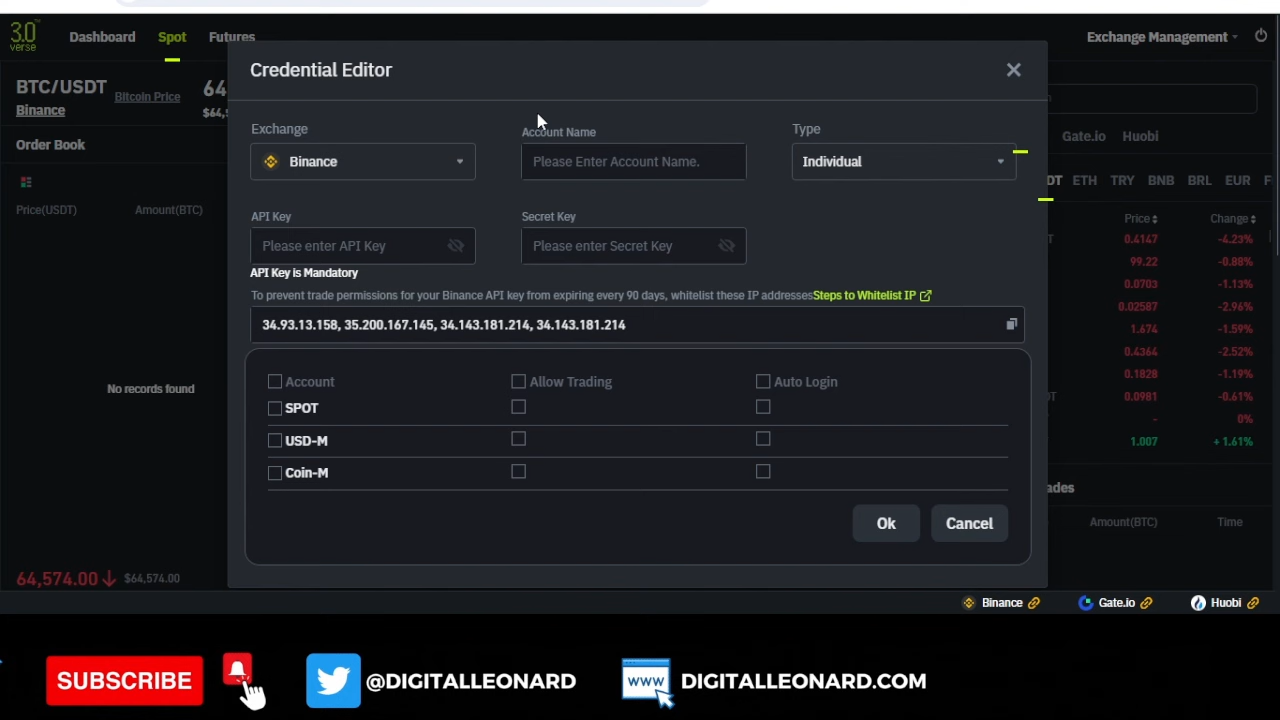 3.0
verse
Dashboard Spot Futures
Exchange Management
BTC/USDT
Binance
Bitcoin Price
64
$64,
Order Book
Price(USDT) Amount(BTC)
No records found
64,574.00 $64,574.00
Credential Editor
Exchange
Binance
Account Name
Please Enter Account Name.
Type
Individual
API Key
Please enter API Key
Secret Key
Please enter Secret Key
API Key is Mandatory
To prevent trade permissions for your Binance API key from expiring every 90 days, whitelist these IP addressesSteps to Whitelist IP
34.93.13.158, 35.200.167.145, 34.143.181.214, 34.143.181.214
Account Allow Trading Auto Login
SPOT
USD-M
Coin-M
Ok Cancel
Gate.io Huobi
DT ETH TRY BNB BRL EUR F
Price Change
T 0.4147 -4.23%
99.22 -0.88%
0.0703 -1.13%
0.02587 -2.96%
1.674 -1.59%
0.4364 -2.52%
0.1828 -1.19%
T 0.0981 -0.61%
- 0%
1.007 +1.61%
ades
Amount(BTC) Time
Binance Gate.io Huobi
SUBSCRIBE
@DIGITALLEONARD
WWW
DIGITALLEONARD.COM